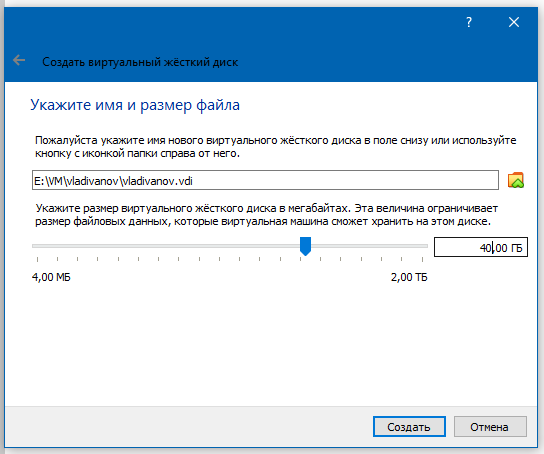 ?
Создать виртуальный жёсткий диск
Укажите имя и размер файла
Пожалуйста укажите имя нового виртуального жёсткого диска в поле снизу или используйте
кнопку с иконкой папки справа от него.
E:\VM\vladivanov\vladivanov.vdi
Укажите размер виртуального жёсткого диска в мегабайтах. Эта величина ограничивает
размер файловых данных, которые виртуальная машина сможет хранить на этом диске.
40,00 ГБ
4,00 МБ 2,00 ТБ
Создать Отмена